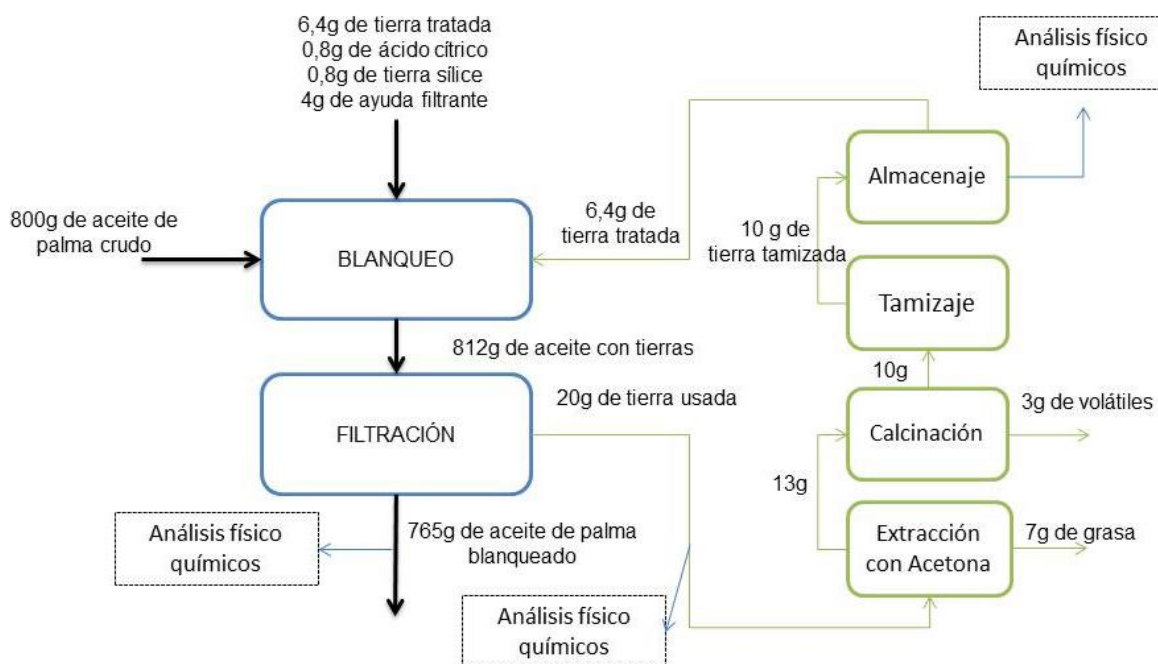 6,4g de tierra tratada
0,8g de ácido cítrico
0,8g de tierra sílice
4g de ayuda filtrante
Análisis físico
químicos
Almacenaje
800g de aceite de
palma crudo
BLANQUEO
6,4g de
tierra tratada
10 g de
tierra tamizada
Tamizaje
812g de aceite con tierras
10g
20g de tierra usada
FILTRACIÓN
Calcinación
3g de volátiles
13g
Análisis físico
químicos
765g de aceite de palma
blanqueado
Extracción
con Acetona
7g de grasa
Análisis físico
químicos